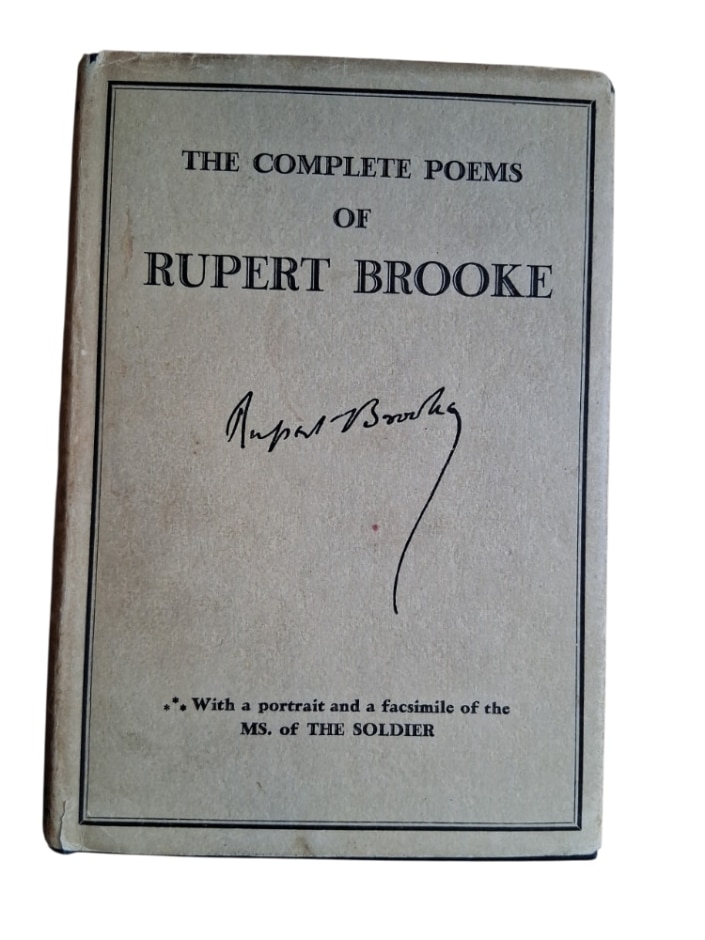 THE COMPLETE POEMS
OF
RUPERT BROOKE
Rupert Brooke
⁂ With a portrait and a facsimile of the
MS. of THE SOLDIER